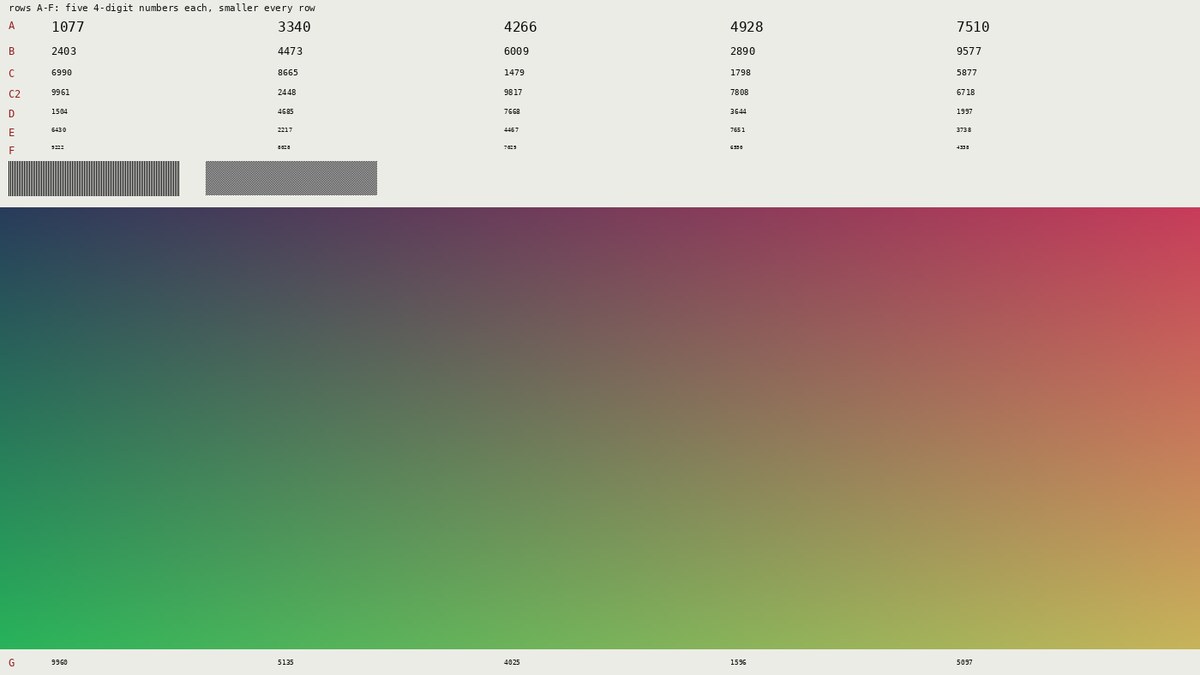 rows A-F: five 4-digit numbers each, smaller every row
A 1077 3340 4266 4928 7510
B 2403 4473 6009 2890 9577
C 6990 8665 1479 1798 5877
C2 9961 2448 9817 7808 6718
D 1504 4685 7668 3644 1997
E 6430 2217 4467 7651 3738
F
G 9960 5135 4025 1596 5097